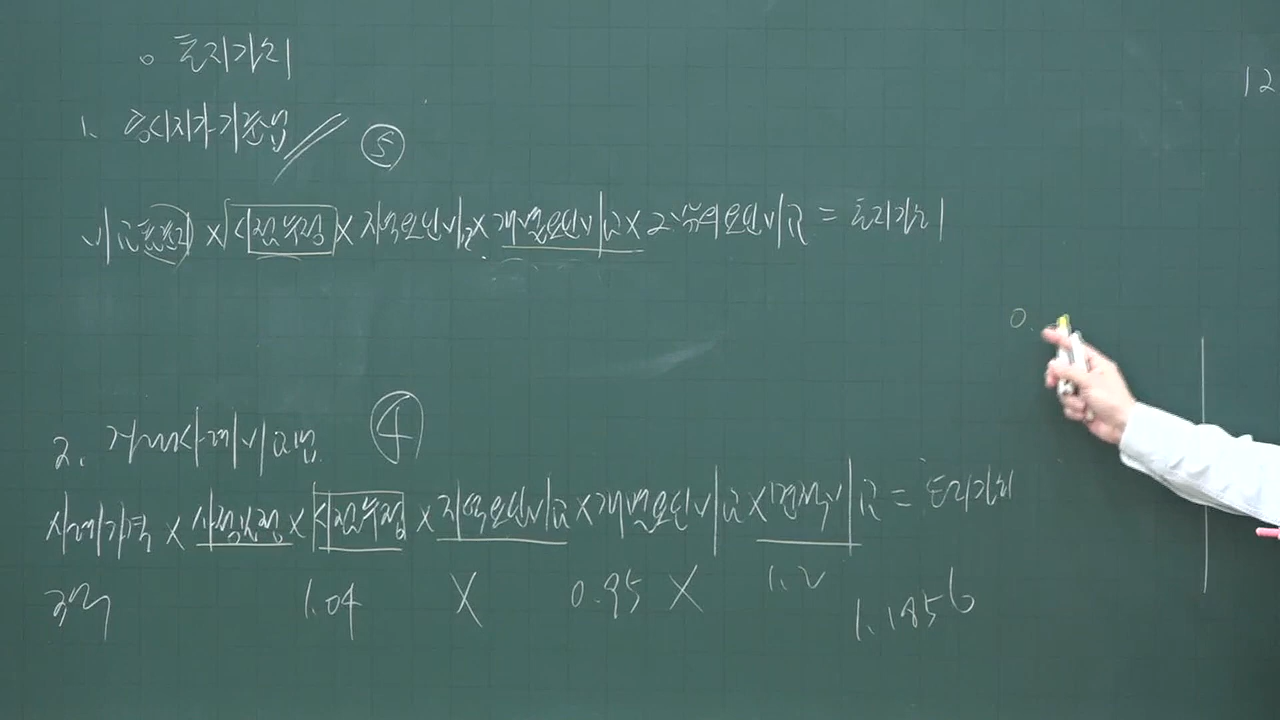 o 토지가치
12
1. 공시지가기준법 ⑤
비교표준지 × 시점수정 × 지역요인비교 × 개별요인비교 × 그 밖의 요인비교 = 토지가치
0.
2. 거래사례비교법 ④
사례가격 × 사정보정 × 시점수정 × 지역요인비교 × 개별요인비교 × 면적비교 = 토지가치
3억 1.04 X 0.95 X 1.2 1.1856